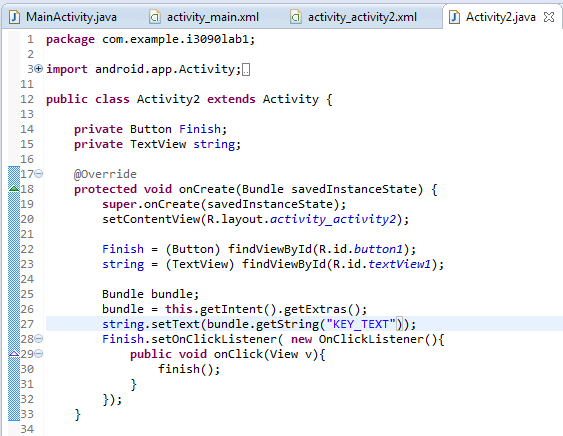 MainActivity.java activity_main.xml activity_activity2.xml Activity2.java
1 package com.example.i3090lab1;
2
3 import android.app.Activity;
11
12 public class Activity2 extends Activity {
13
14 private Button Finish;
15 private TextView string;
16
17 @Override
18 protected void onCreate(Bundle savedInstanceState) {
19 super.onCreate(savedInstanceState);
20 setContentView(R.layout.activity_activity2);
21
22 Finish = (Button) findViewById(R.id.button1);
23 string = (TextView) findViewById(R.id.textView1);
24
25 Bundle bundle;
26 bundle = this.getIntent().getExtras();
27 string.setText(bundle.getString("KEY_TEXT"));
28 Finish.setOnClickListener( new OnClickListener(){
29 public void onClick(View v){
30 finish();
31 }
32 });
33 }
34